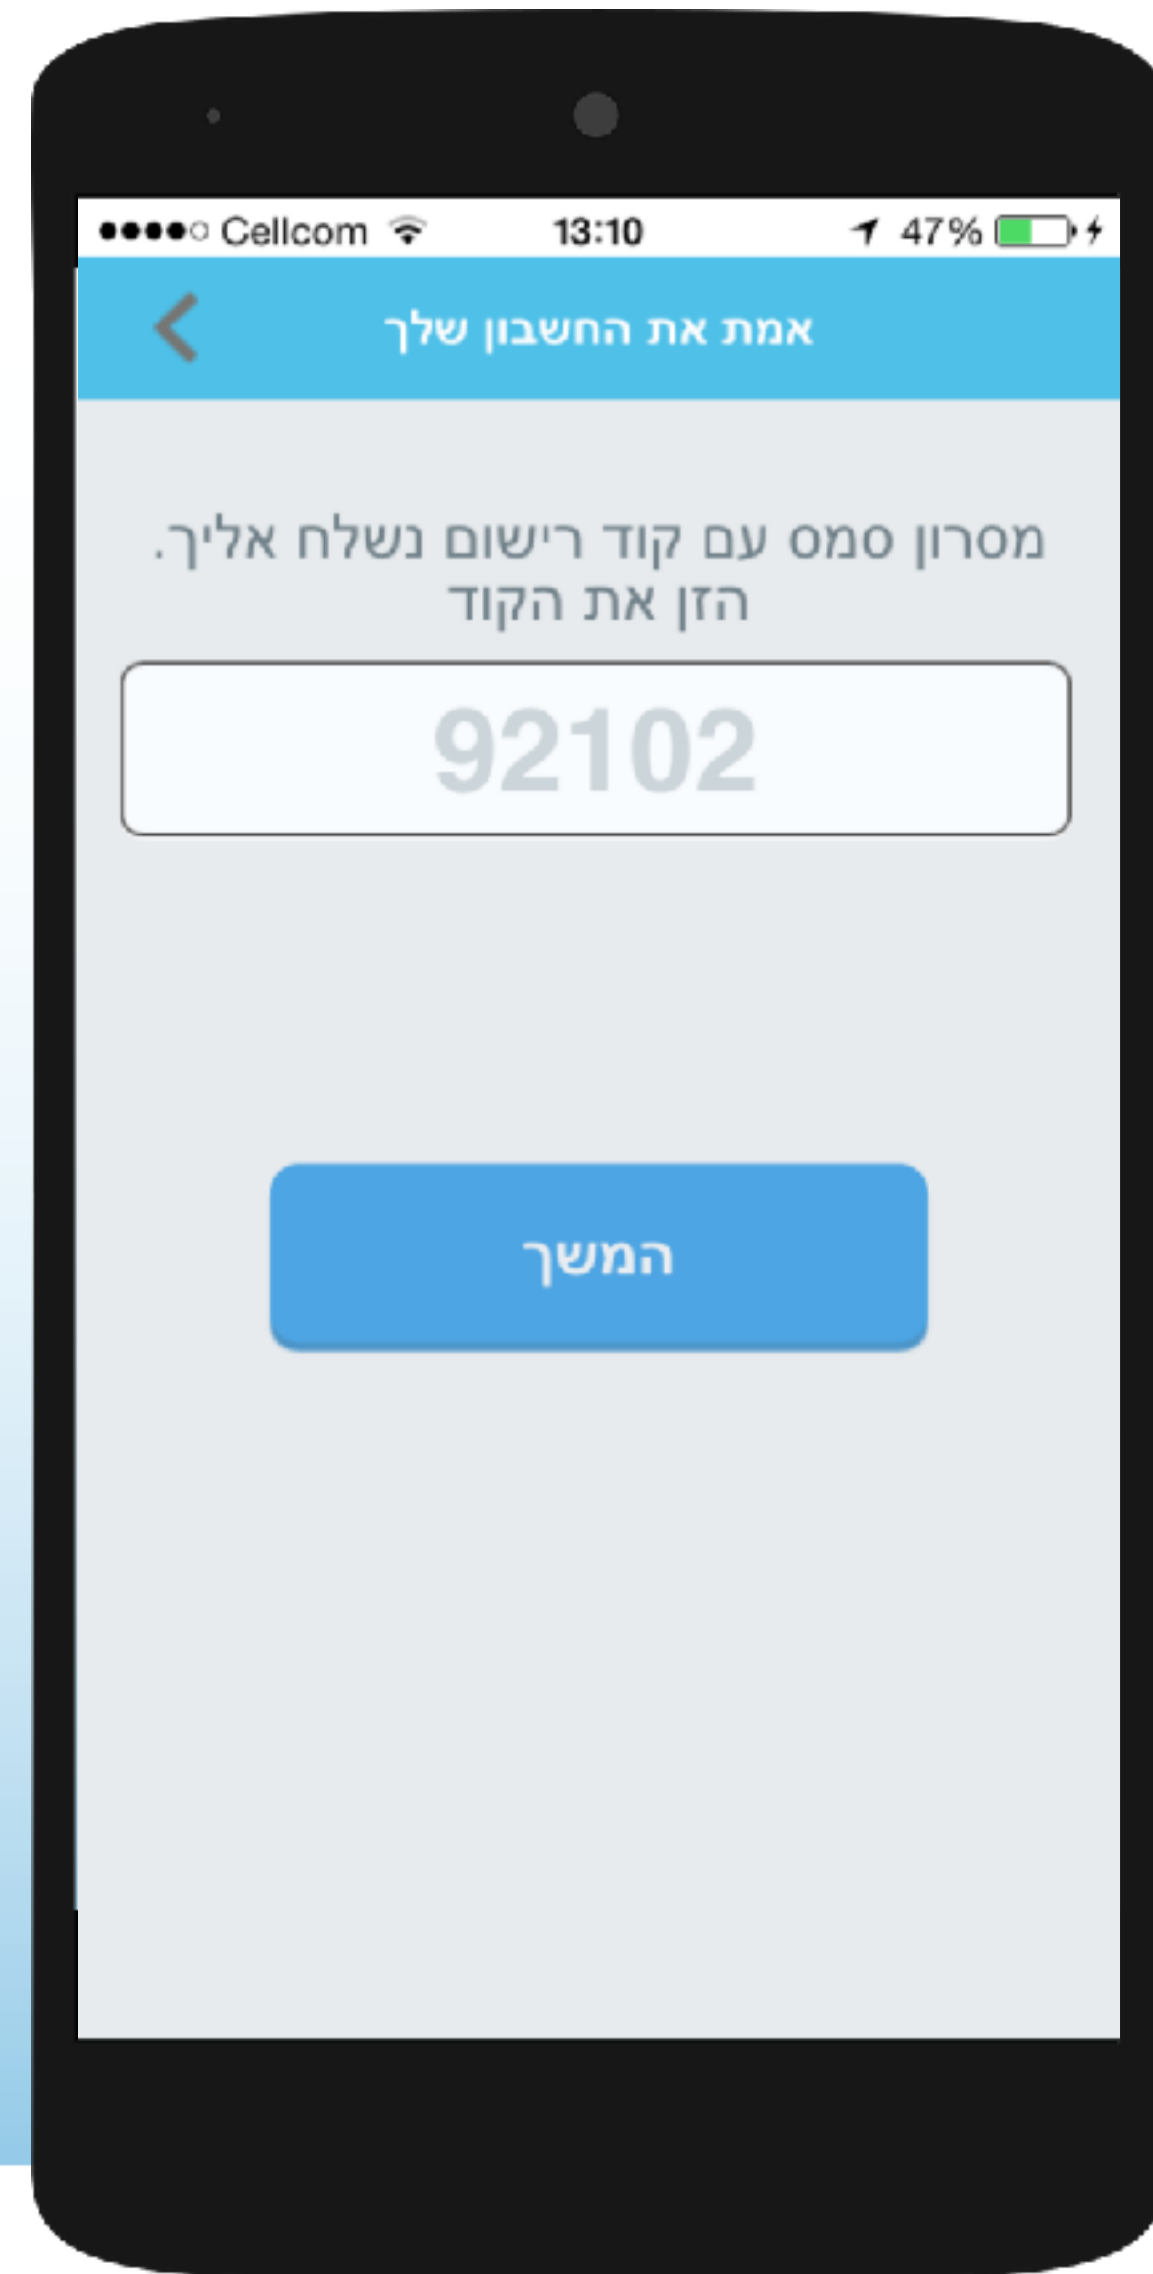 Cellcom 13:10 47%
אמת את החשבון שלך
מסרון סמס עם קוד רישום נשלח אליך.
הזן את הקוד
92102
המשך